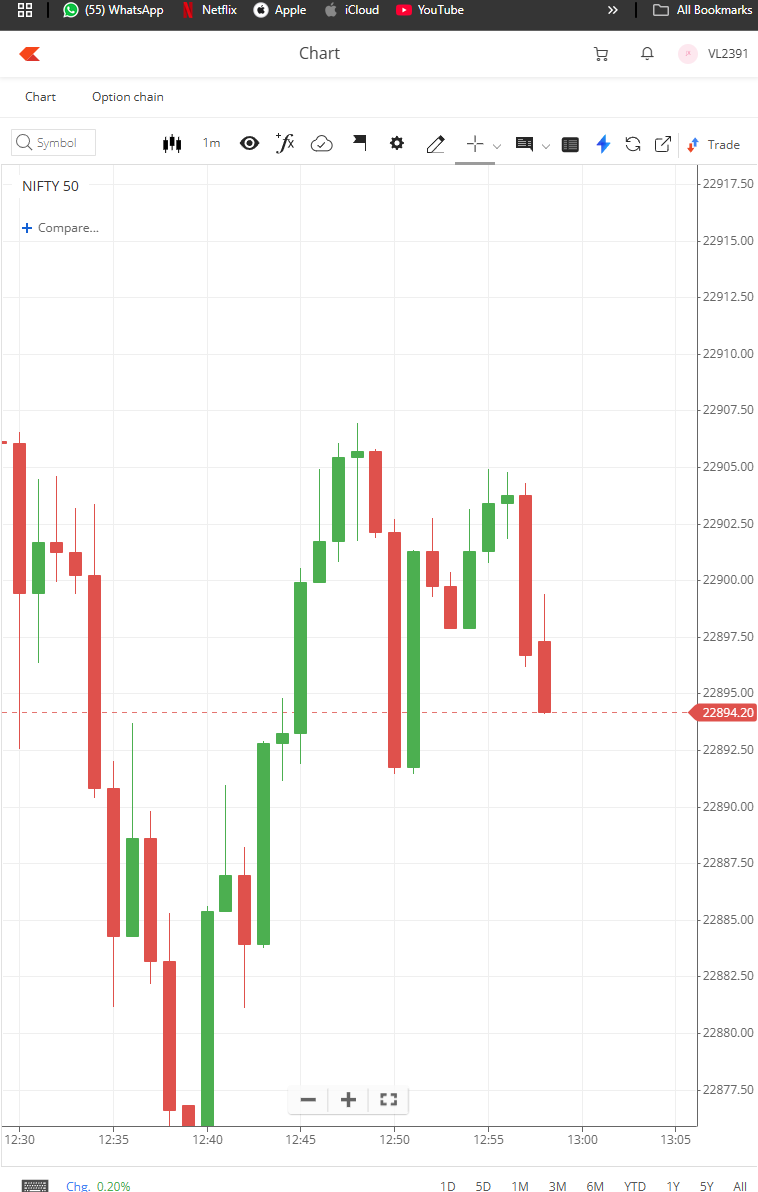 (55) WhatsApp Netflix Apple iCloud YouTube » All Bookmarks
Chart VL2391
Chart Option chain
Symbol 1m Trade
NIFTY 50
+ Compare...
22917.50
22915.00
22912.50
22910.00
22907.50
22905.00
22902.50
22900.00
22897.50
22895.00
22894.20
22892.50
22890.00
22887.50
22885.00
22882.50
22880.00
22877.50
12:30 12:35 12:40 12:45 12:50 12:55 13:00 13:05
Chg. 0.20% 1D 5D 1M 3M 6M YTD 1Y 5Y All